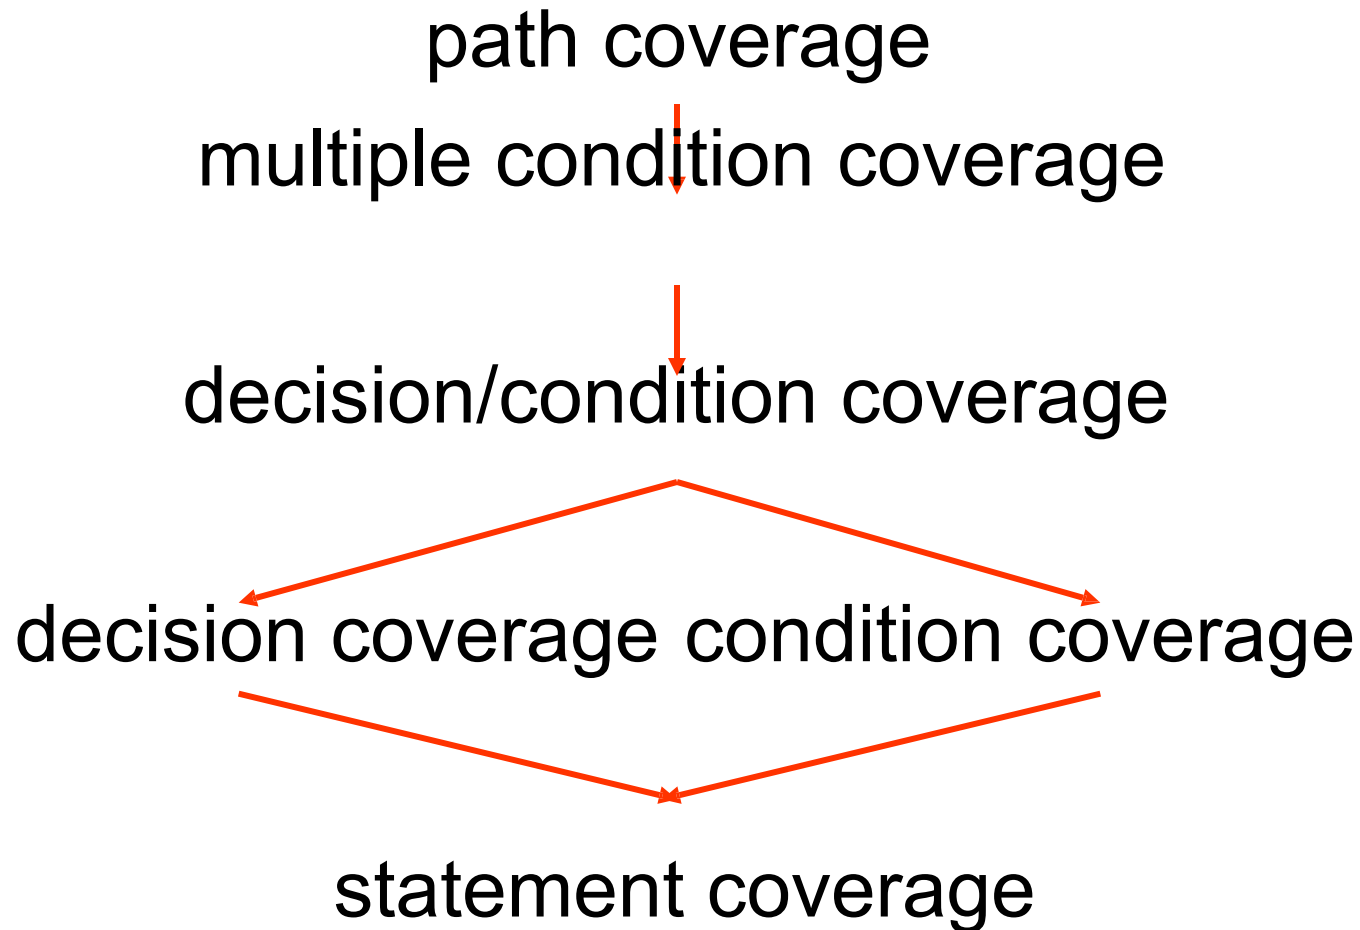 path coverage
multiple condition coverage
decision/condition coverage
decision coverage condition coverage
statement coverage